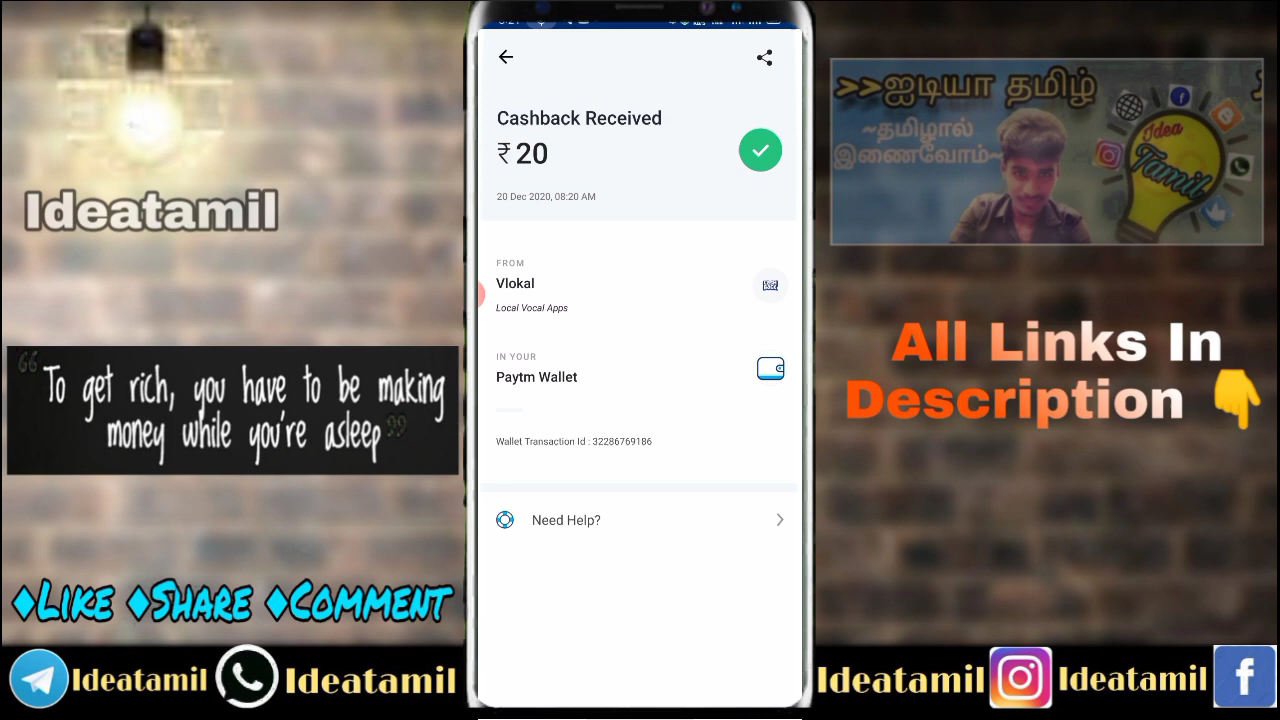 Ideatamil
“To get rich, you have to be making
money while you're asleep”
♦Like ♦Share ♦Comment
Ideatamil
Ideatamil
Cashback Received
₹20
20 Dec 2020, 08:20 AM
FROM
Vlokal
Local Vocal Apps
IN YOUR
Paytm Wallet
Wallet Transaction Id : 32286769186
Need Help?
>>ஐடியா தமிழ்
~தமிழால்
இணைவோம்~
Idea
Tamil
All Links In
Description 👇
Ideatamil
Ideatamil